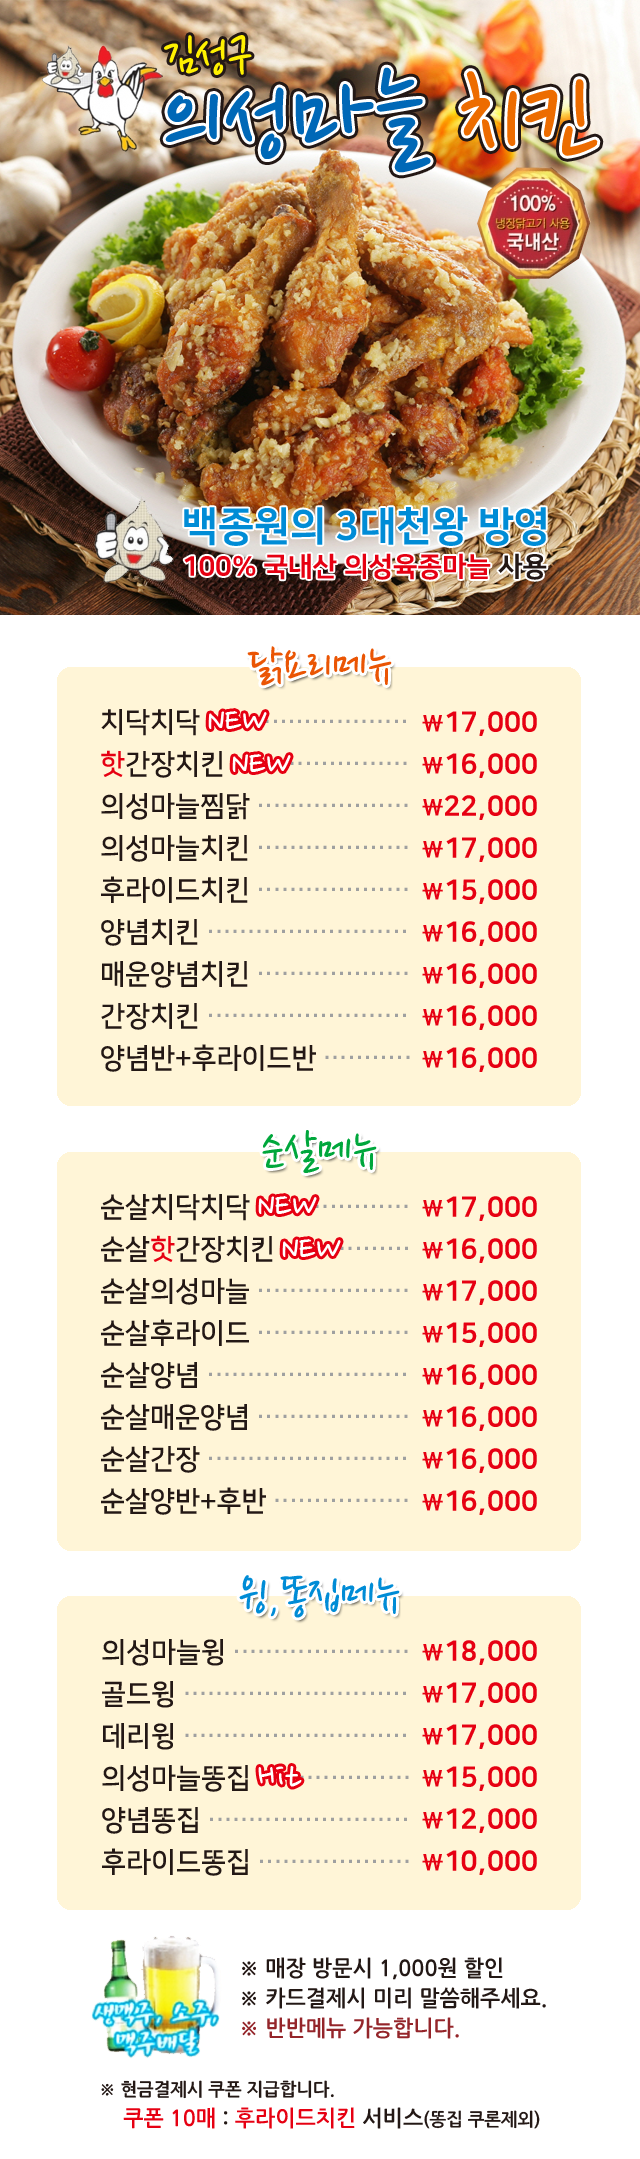 김성구
의성마늘 치킨
100%
냉장닭고기 사용
국내산
백종원의 3대천왕 방영
100% 국내산 의성육종마늘 사용
닭요리메뉴
치닥치닥 NEW ₩17,000
핫간장치킨 NEW ₩16,000
의성마늘찜닭 ₩22,000
의성마늘치킨 ₩17,000
후라이드치킨 ₩15,000
양념치킨 ₩16,000
매운양념치킨 ₩16,000
간장치킨 ₩16,000
양념반+후라이드반 ₩16,000
순살메뉴
순살치닥치닥 NEW ₩17,000
순살핫간장치킨 NEW ₩16,000
순살의성마늘 ₩17,000
순살후라이드 ₩15,000
순살양념 ₩16,000
순살매운양념 ₩16,000
순살간장 ₩16,000
순살양반+후반 ₩16,000
윙,똥집메뉴
의성마늘윙 ₩18,000
골드윙 ₩17,000
데리윙 ₩17,000
의성마늘똥집 Hit ₩15,000
양념똥집 ₩12,000
후라이드똥집 ₩10,000
생맥주, 소주,
맥주배달
※ 매장 방문시 1,000원 할인
※ 카드결제시 미리 말씀해주세요.
※ 반반메뉴 가능합니다.
※ 현금결제시 쿠폰 지급합니다.
쿠폰 10매 : 후라이드치킨 서비스(똥집 쿠론제외)